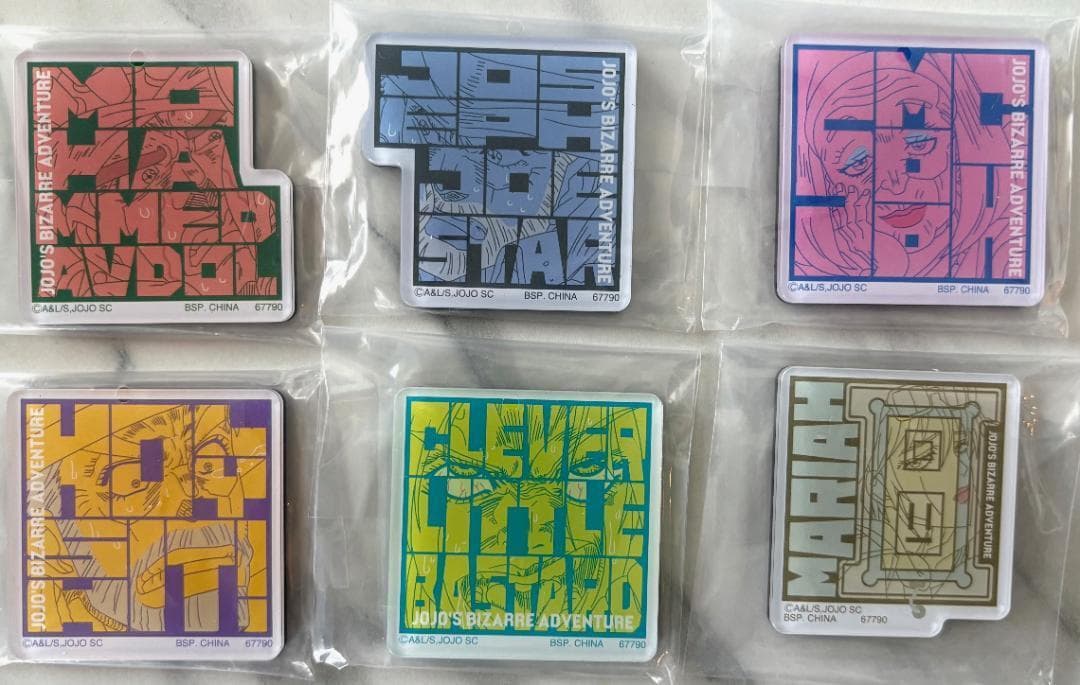 JOJO'S BIZARRE ADVENTURE
MO
HA
MMED
AVDOL
©A&L/S,JOJO SC BSP. CHINA 67790
JOS
EPH
JOE
STAR
JOJO'S BIZARRE ADVENTURE
©A&L/S,JOJO SC BSP. CHINA 67790
JOJO'S BIZARRE ADVENTURE
©A&L/S,JOJO SC BSP. CHINA 67790
JOJO'S BIZARRE ADVENTURE
©A&L/S,JOJO SC BSP. CHINA 67790
CLEVER
LITTLE
BASTARD
JOJO'S BIZARRE ADVENTURE
©A&L/S,JOJO SC BSP. CHINA 67790
MARIAH
JOJO'S BIZARRE ADVENTURE
©A&L/S,JOJO SC
BSP. CHINA 67790